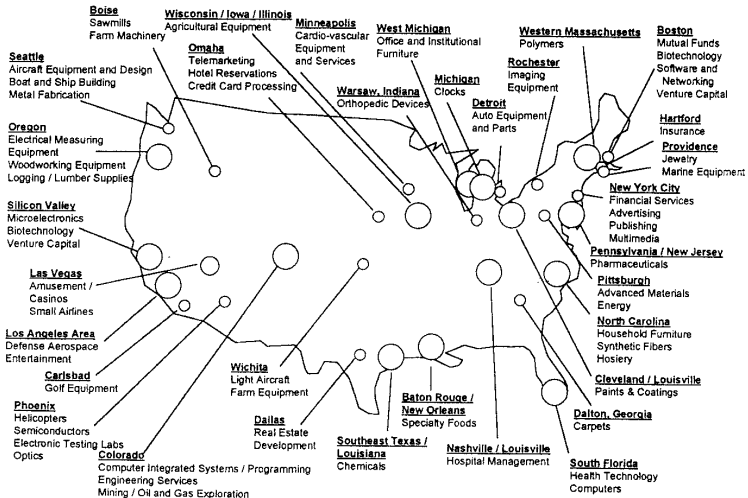 Boise
Sawmills
Farm Machinery
Wisconsin / Iowa / Illinois
Agricultural Equipment
Minneapolis
Cardio-vascular
Equipment
and Services
West Michigan
Office and Institutional
Furniture
Western Massachusetts
Polymers
Boston
Mutual Funds
Biotechnology
Software and
Networking
Venture Capital
Seattle
Aircraft Equipment and Design
Boat and Ship Building
Metal Fabrication
Omaha
Telemarketing
Hotel Reservations
Credit Card Processing
Warsaw, Indiana
Orthopedic Devices
Michigan
Clocks
Detroit
Auto Equipment
and Parts
Rochester
Imaging
Equipment
Hartford
Insurance
Providence
Jewelry
Marine Equipment
Oregon
Electrical Measuring
Equipment
Woodworking Equipment
Logging / Lumber Supplies
New York City
Financial Services
Advertising
Publishing
Multimedia
Silicon Valley
Microelectronics
Biotechnology
Venture Capital
Pennsylvania / New Jersey
Pharmaceuticals
Las Vegas
Amusement /
Casinos
Small Airlines
Pittsburgh
Advanced Materials
Energy
Los Angeles Area
Defense Aerospace
Entertainment
North Carolina
Household Furniture
Synthetic Fibers
Hosiery
Carlsbad
Golf Equipment
Wichita
Light Aircraft
Farm Equipment
Cleveland / Louisville
Paints & Coatings
Phoenix
Helicopters
Semiconductors
Electronic Testing Labs
Optics
Baton Rouge /
New Orleans
Specialty Foods
Dalton, Georgia
Carpets
Dallas
Real Estate
Development
Southeast Texas /
Louisiana
Chemicals
Nashville / Louisville
Hospital Management
Colorado
Computer Integrated Systems / Programming
Engineering Services
Mining / Oil and Gas Exploration
South Florida
Health Technology
Computers